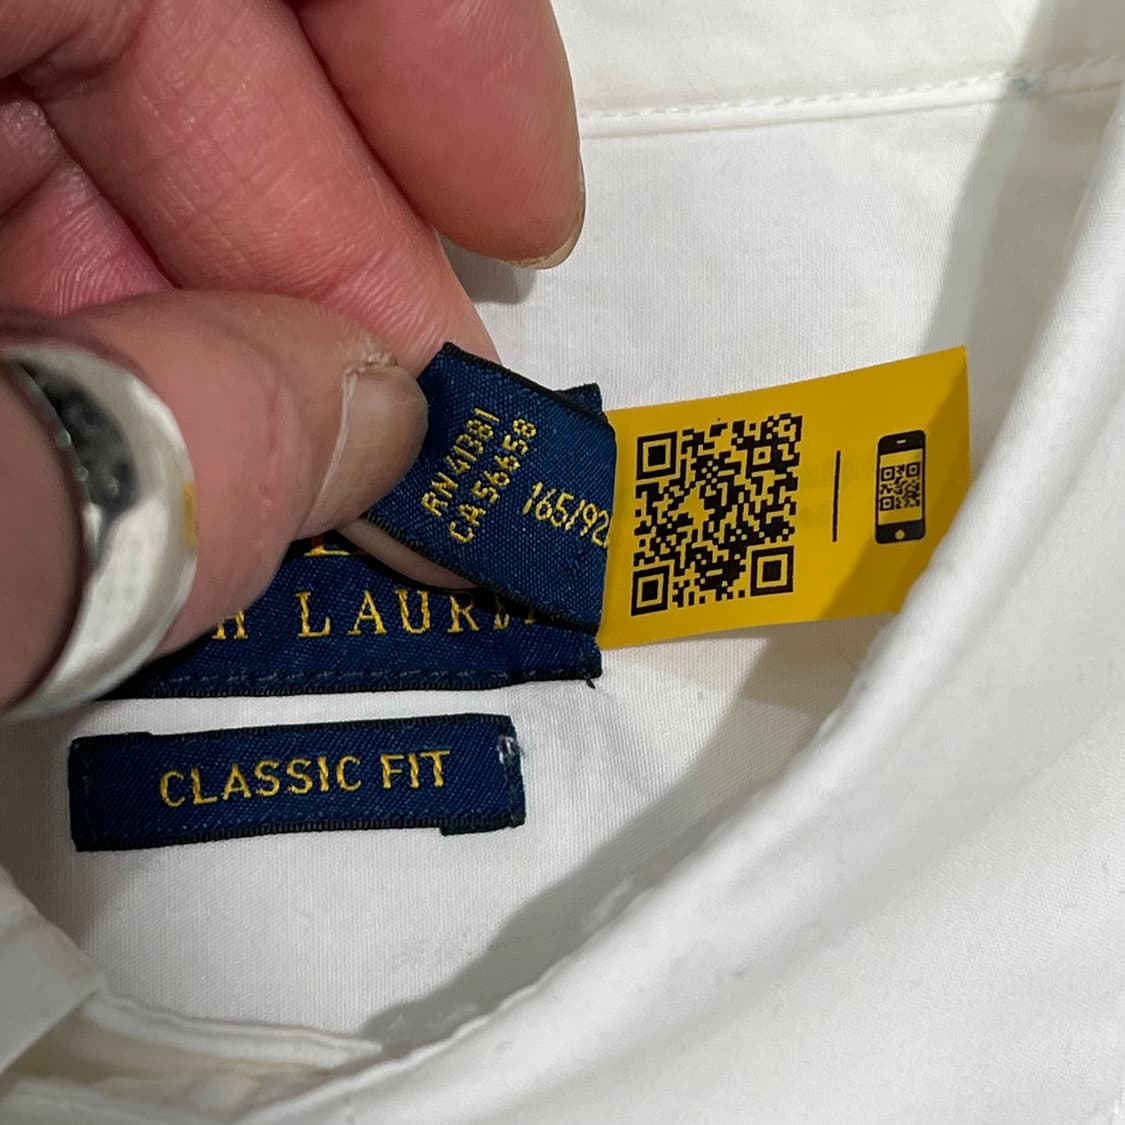 RN 41381
CA 56658
165/92
LAUR
CLASSIC FIT